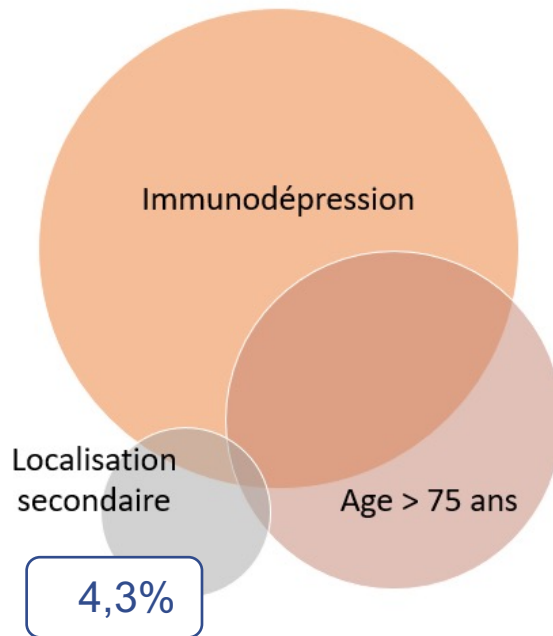 Immunodépression
Localisation
secondaire
Age > 75 ans
4,3%